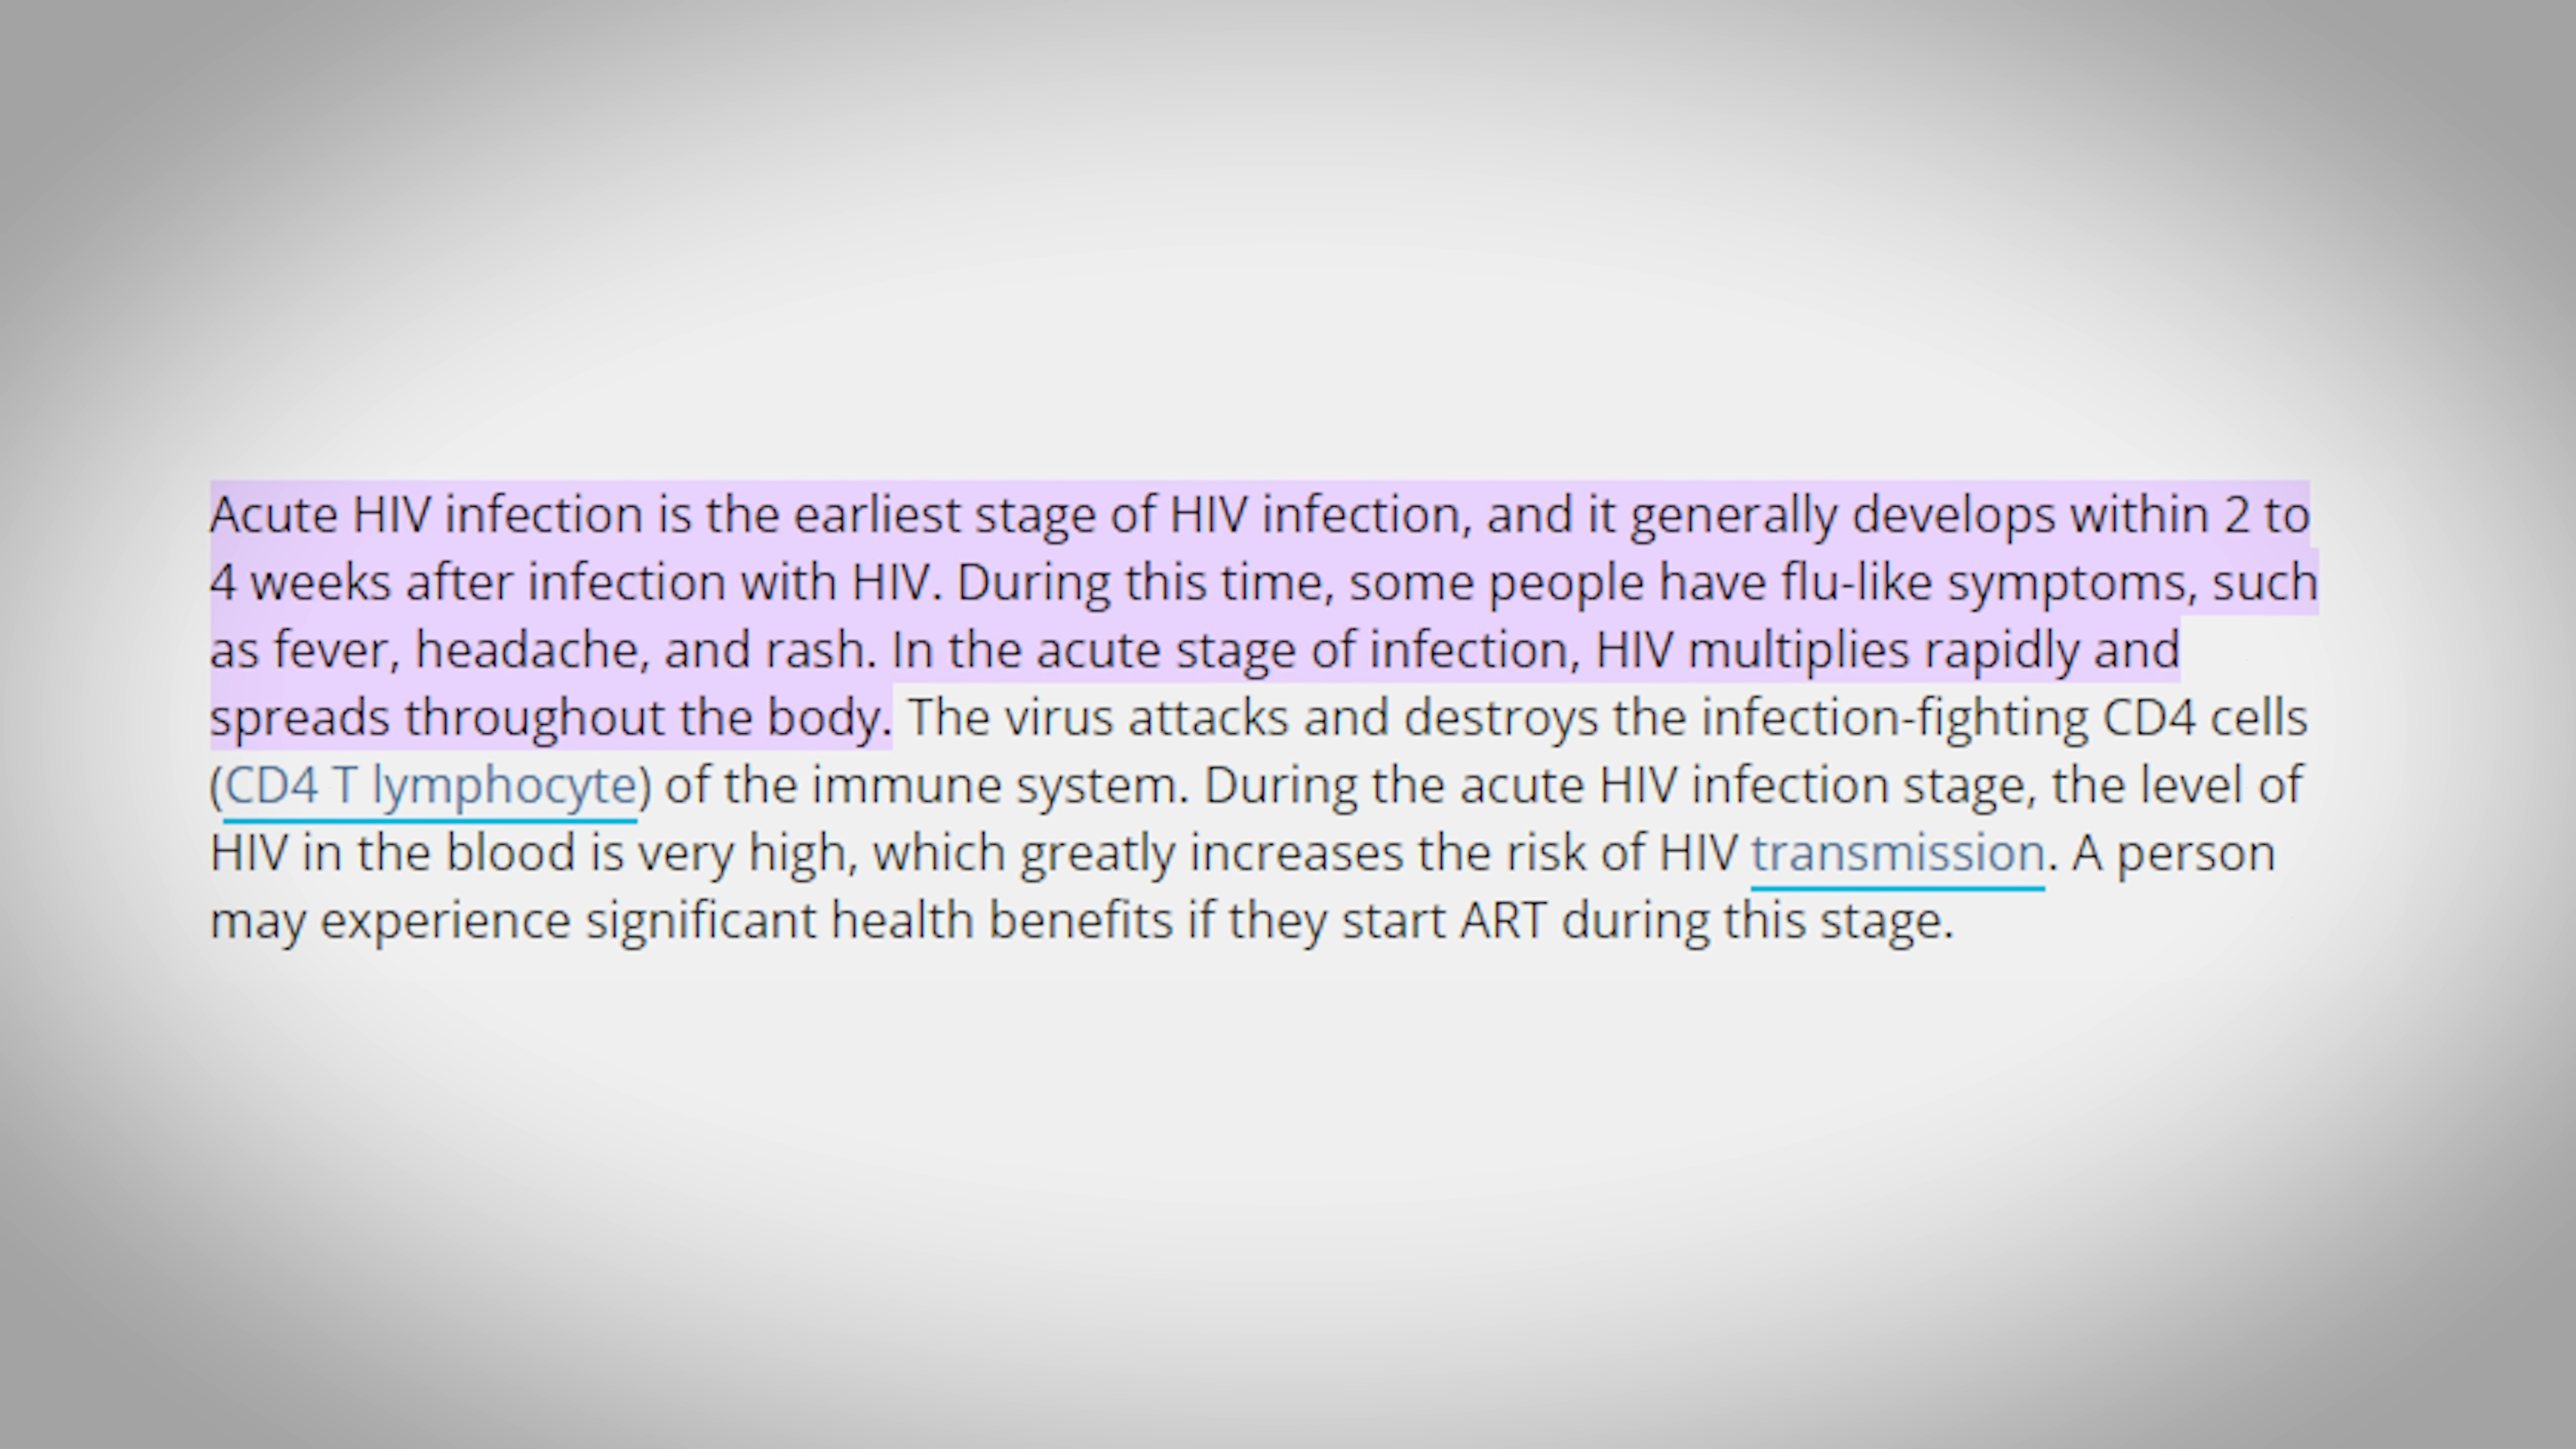 Acute HIV infection is the earliest stage of HIV infection, and it generally develops within 2 to
4 weeks after infection with HIV. During this time, some people have flu-like symptoms, such
as fever, headache, and rash. In the acute stage of infection, HIV multiplies rapidly and
spreads throughout the body. The virus attacks and destroys the infection-fighting CD4 cells
(CD4 T lymphocyte) of the immune system. During the acute HIV infection stage, the level of
HIV in the blood is very high, which greatly increases the risk of HIV transmission. A person
may experience significant health benefits if they start ART during this stage.